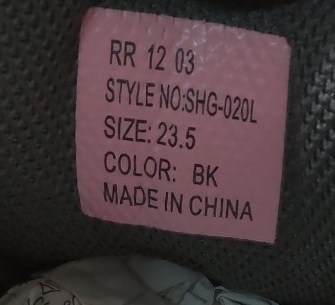 RR 12 03
STYLE NO:SHG-020L
SIZE: 23.5
COLOR: BK
MADE IN CHINA